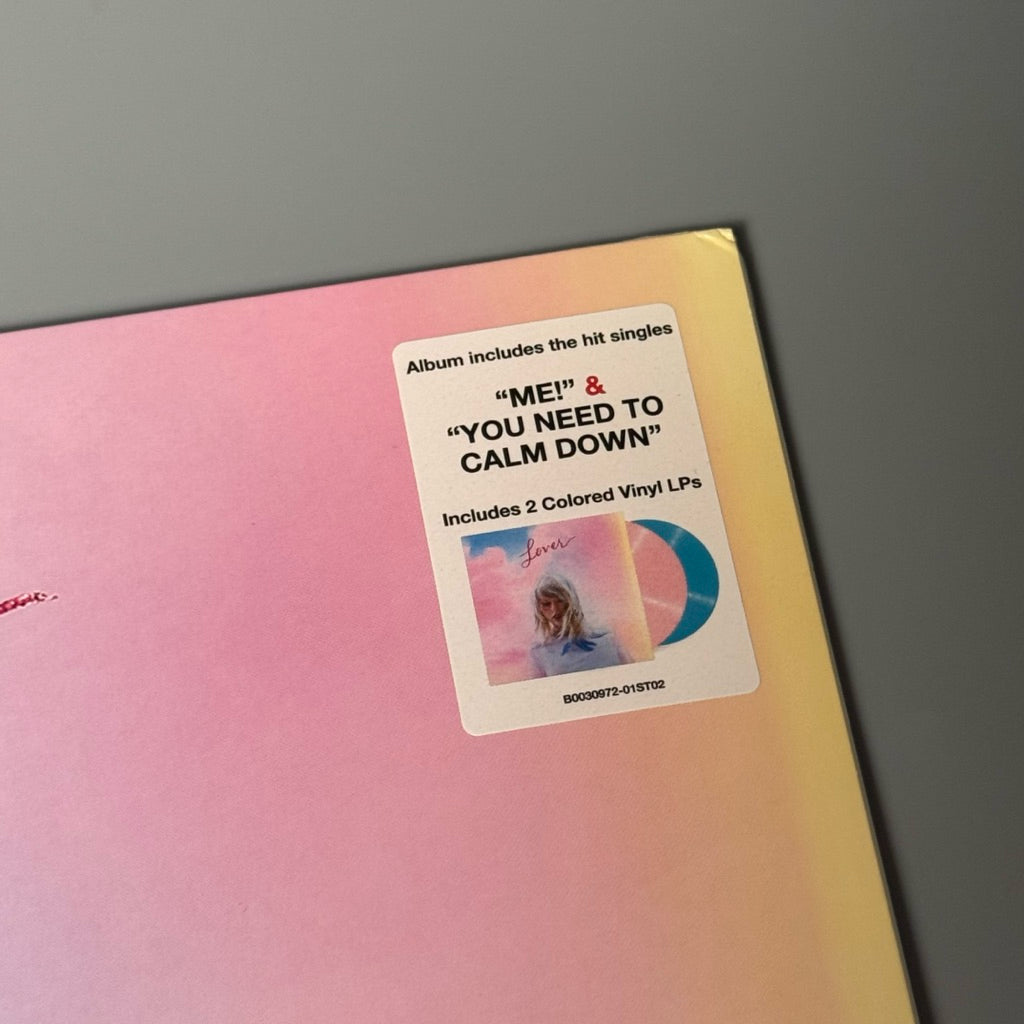 Album includes the hit singles
“ME!” &
“YOU NEED TO
CALM DOWN”
Includes 2 Colored Vinyl LPs
Lover
B0030972-01ST02